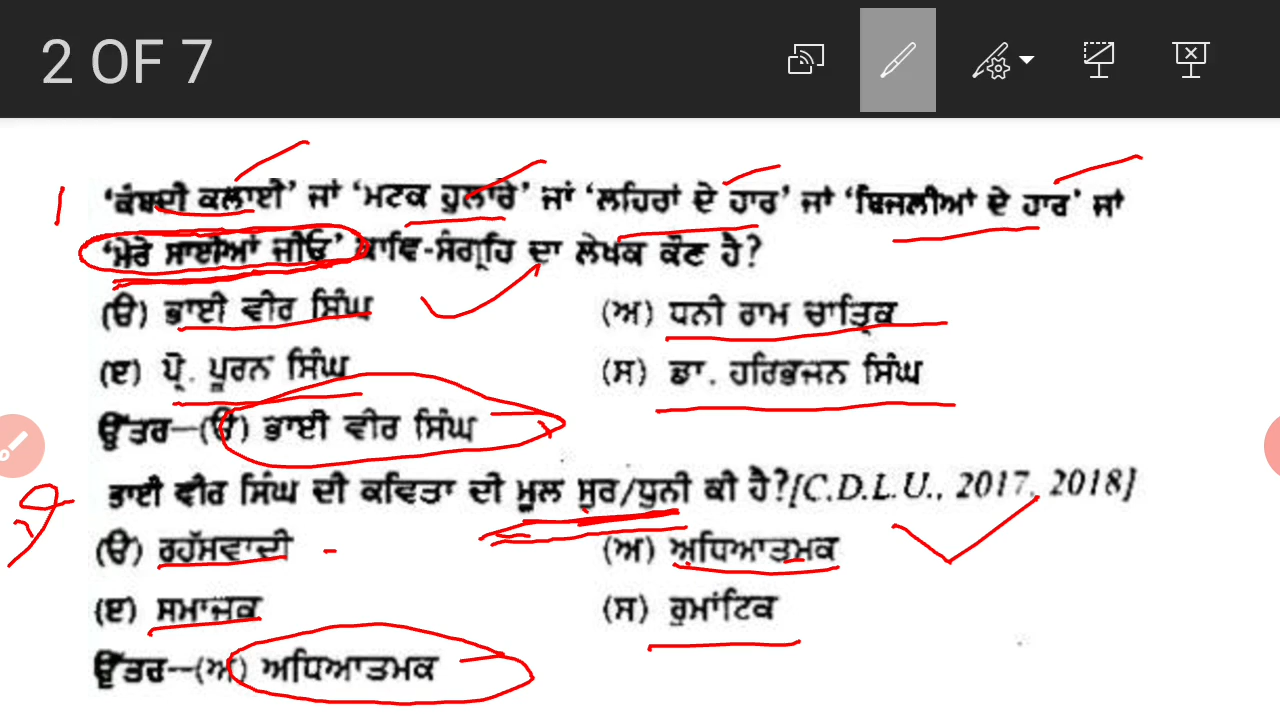 2 OF 7
1 'ਕੰਬਦੀ ਕਲਾਈ' ਜਾਂ 'ਮਟਕ ਹੁਲਾਰੇ' ਜਾਂ 'ਲਹਿਰਾਂ ਦੇ ਹਾਰ' ਜਾਂ 'ਬਿਜਲੀਆਂ ਦੇ ਹਾਰ' ਜਾਂ
'ਮੇਰੇ ਸਾਈਆਂ ਜੀਓ' ਕਾਵਿ-ਸੰਗ੍ਰਹਿ ਦਾ ਲੇਖਕ ਕੌਣ ਹੈ?
(ੳ) ਭਾਈ ਵੀਰ ਸਿੰਘ (ਅ) ਧਨੀ ਰਾਮ ਚਾਤ੍ਰਿਕ
(ੲ) ਪ੍ਰੋ. ਪੂਰਨ ਸਿੰਘ (ਸ) ਡਾ. ਹਰਿਭਜਨ ਸਿੰਘ
ਉੱਤਰ—(ੳ) ਭਾਈ ਵੀਰ ਸਿੰਘ
ਭਾਈ ਵੀਰ ਸਿੰਘ ਦੀ ਕਵਿਤਾ ਦੀ ਮੂਲ ਸੁਰ/ਧੁਨੀ ਕੀ ਹੈ?[C.D.L.U., 2017, 2018]
(ੳ) ਰਹੱਸਵਾਦੀ (ਅ) ਅਧਿਆਤਮਕ
(ੲ) ਸਮਾਜਕ (ਸ) ਰੁਮਾਂਟਿਕ
ਉੱਤਰ—(ਅ) ਅਧਿਆਤਮਕ